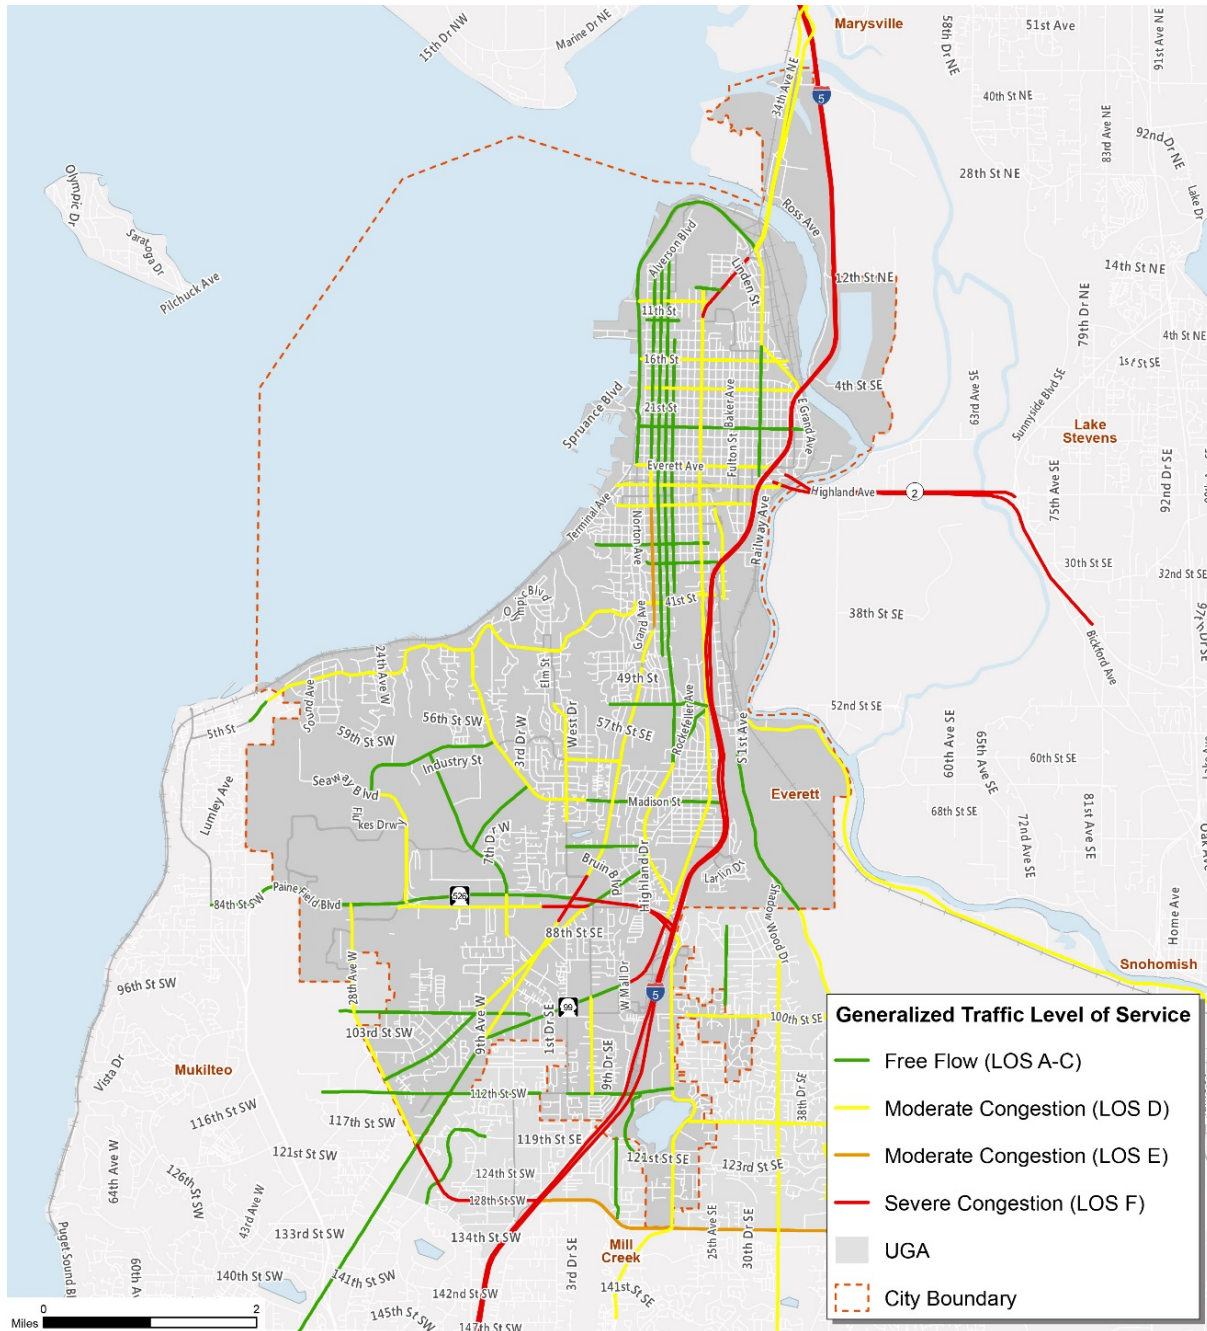 Marysville
51st Ave
58th Dr NE
91st Ave NE
15th Dr NW
Marine Dr NE
34th Ave NE
5
40th St NE
83rd Ave NE
92nd Dr NE
28th St NE
Lake Dr
Olympic Dr
Saratoga Dr
Pilchuck Ave
Ross Ave
Alverson Blvd
Linden St
12th St NE
14th St NE
79th Dr NE
11th St
4th St NE
16th St
1st St SE
4th St SE
63rd Ave SE
Sunnyside Blvd SE
Spruance Blvd
21st St
Baker Ave
E Grand Ave
Lake
Stevens
Fulton St
Everett Ave
92nd Dr SE
75th Ave SE
Highland Ave
2
Terminal Ave
Norton Ave
Railway Ave
30th St SE
32nd St SE
41st St
38th St SE
Grand Ave
Bickford Ave
24th Ave W
Elm St
49th St
5th St
56th St SW
59th St SW
3rd Dr W
West Dr
57th St SE
Rockefeller Ave
S 1st Ave
52nd St SE
60th Ave SE
65th Ave SE
60th St SE
Industry St
Seaway Blvd
Madison St
Everett
Lumley Ave
7th Dr W
68th St SE
72nd Ave SE
81st Ave SE
Bruin Blvd
Highland Dr
Larkin Dr
84th St SW
Paine Field Blvd
526
Shadow Wood Dr
Home Ave
88th St SE
Snohomish
96th St SW
28th Ave W
W Mall Dr
5
99
103rd St SW
9th Ave W
1st Dr SE
100th St SE
Vista Dr
Mukilteo
9th Dr SE
38th Dr SE
112th St SW
116th St SW
117th St SW
119th St SE
121st St SW
121st St SE
123rd St SE
64th Ave W
126th St SW
124th St SW
43rd Ave W
128th St SW
133rd St SW
134th St SW
Mill
Creek
25th Ave SE
30th Dr SE
3rd Dr SE
140th St SW
141th St SW
141st St SE
142nd St SW
145th St SW
147th St SW
Generalized Traffic Level of Service
Free Flow (LOS A-C)
Moderate Congestion (LOS D)
Moderate Congestion (LOS E)
Severe Congestion (LOS F)
UGA
City Boundary
0 2
Miles